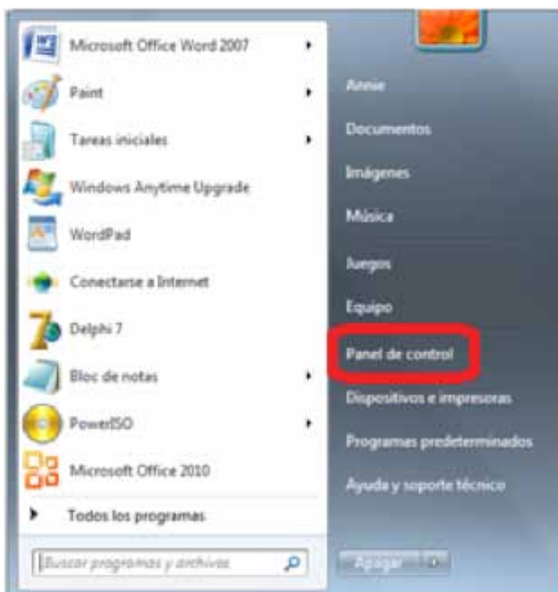 Microsoft Office Word 2007
Paint
Tareas iniciales
Windows Anytime Upgrade
WordPad
Conectarse a Internet
Delphi 7
Bloc de notas
PowerISO
Microsoft Office 2010
Todos los programas
Buscar programas y archivos
Annie
Documentos
Imágenes
Música
Juegos
Equipo
Panel de control
Dispositivos e impresoras
Programas predeterminados
Ayuda y soporte técnico
Apagar